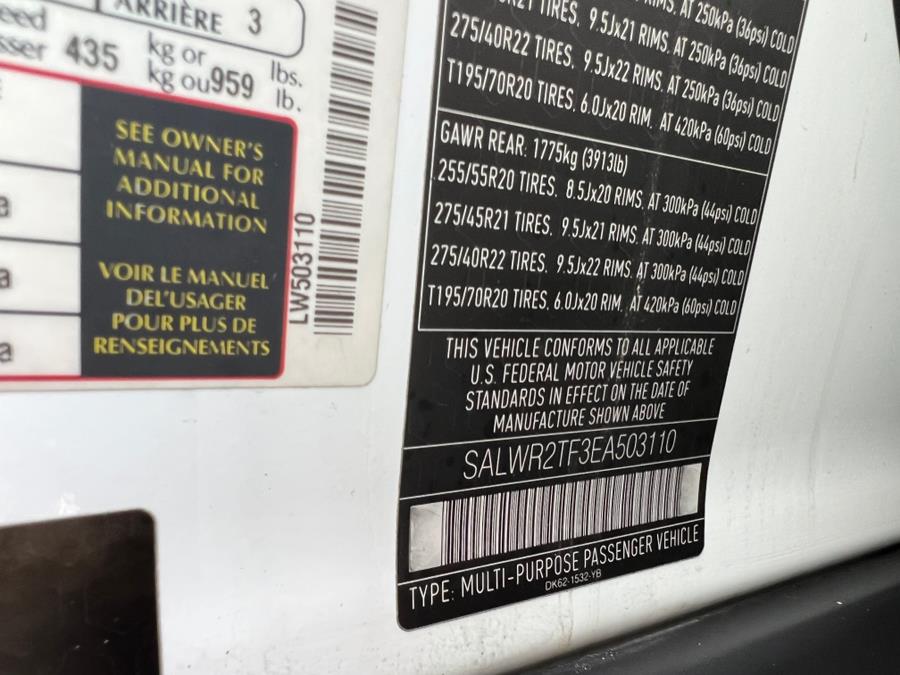 ARRIÈRE 3
kg or lbs.
435 kg ou 959 lb.
SEE OWNER'S
MANUAL FOR
ADDITIONAL
INFORMATION
VOIR LE MANUEL
DEL'USAGER
POUR PLUS DE
RENSEIGNEMENTS
LW503110
TIRES, 9.5Jx21 RIMS, AT 250kPa (36psi) COLD
275/40R22 TIRES, 9.5Jx22 RIMS, AT 250kPa (36psi) COLD
T195/70R20 TIRES, 6.0Jx20 RIM, AT 420kPa (60psi) COLD
GAWR REAR: 1775kg (3913lb)
255/55R20 TIRES, 8.5Jx20 RIMS, AT 300kPa (44psi) COLD
275/45R21 TIRES, 9.5Jx21 RIMS, AT 300kPa (44psi) COLD
275/40R22 TIRES, 9.5Jx22 RIMS, AT 300kPa (44psi) COLD
T195/70R20 TIRES, 6.0Jx20 RIM, AT 420kPa (60psi) COLD
THIS VEHICLE CONFORMS TO ALL APPLICABLE
U.S. FEDERAL MOTOR VEHICLE SAFETY
STANDARDS IN EFFECT ON THE DATE OF
MANUFACTURE SHOWN ABOVE
SALWR2TF3EA503110
TYPE: MULTI-PURPOSE PASSENGER VEHICLE
DK62-1532-YB